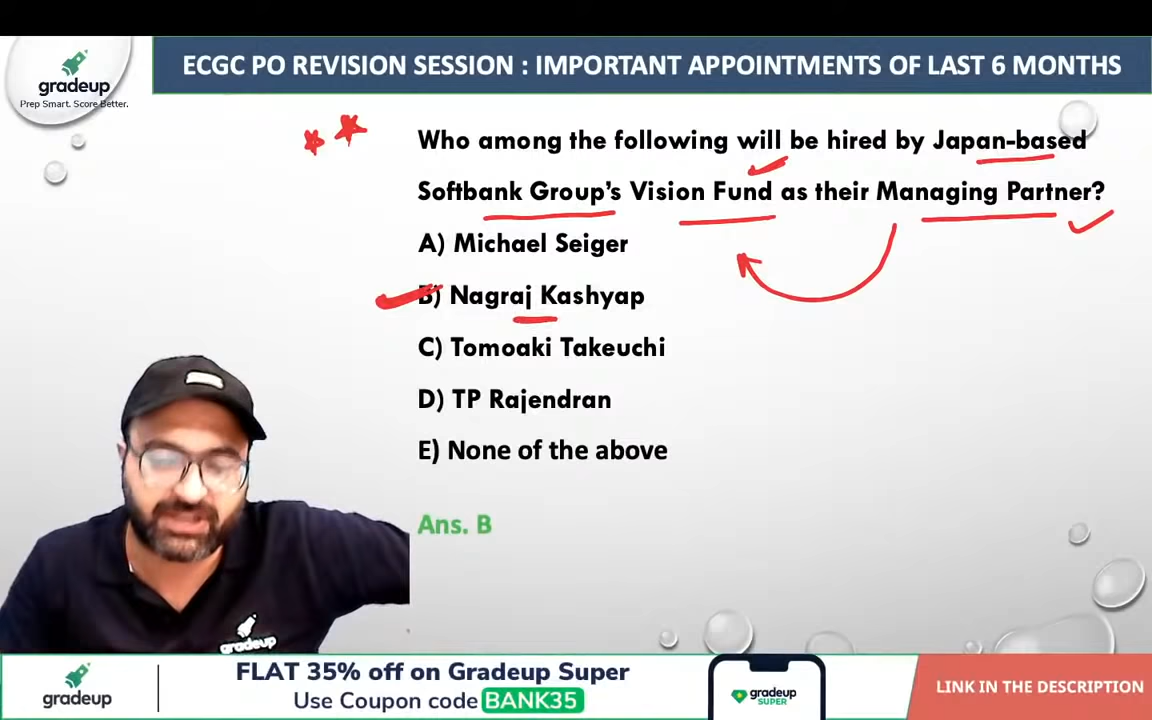 gradeup
Prep Smart. Score Better.
ECGC PO REVISION SESSION : IMPORTANT APPOINTMENTS OF LAST 6 MONTHS
Who among the following will be hired by Japan-based
Softbank Group's Vision Fund as their Managing Partner?
A) Michael Seiger
B) Nagraj Kashyap
C) Tomoaki Takeuchi
D) TP Rajendran
E) None of the above
Ans. B
gradeup
gradeup
FLAT 35% off on Gradeup Super
Use Coupon code BANK35
gradeup
SUPER
LINK IN THE DESCRIPTION